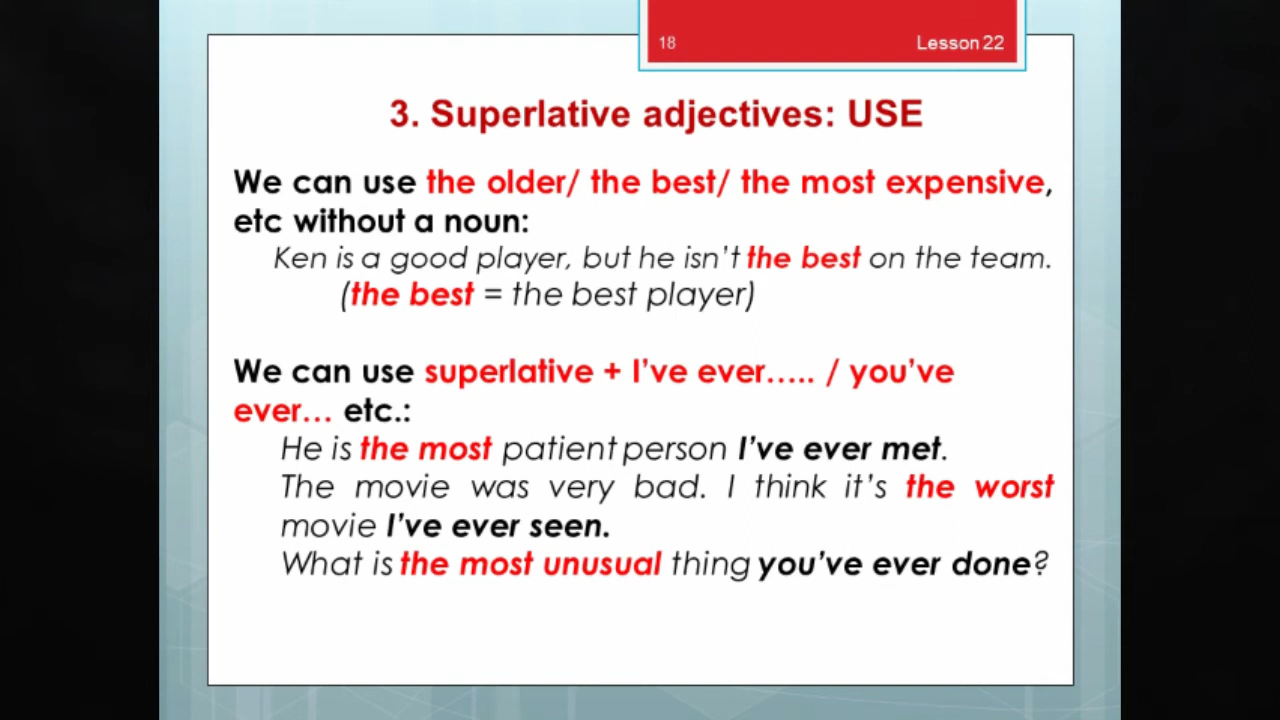 18 Lesson 22
3. Superlative adjectives: USE
We can use the older/ the best/ the most expensive,
etc without a noun:
Ken is a good player, but he isn't the best on the team.
(the best = the best player)
We can use superlative + I've ever….. / you've
ever… etc.:
He is the most patient person I've ever met.
The movie was very bad. I think it's the worst
movie I've ever seen.
What is the most unusual thing you've ever done?